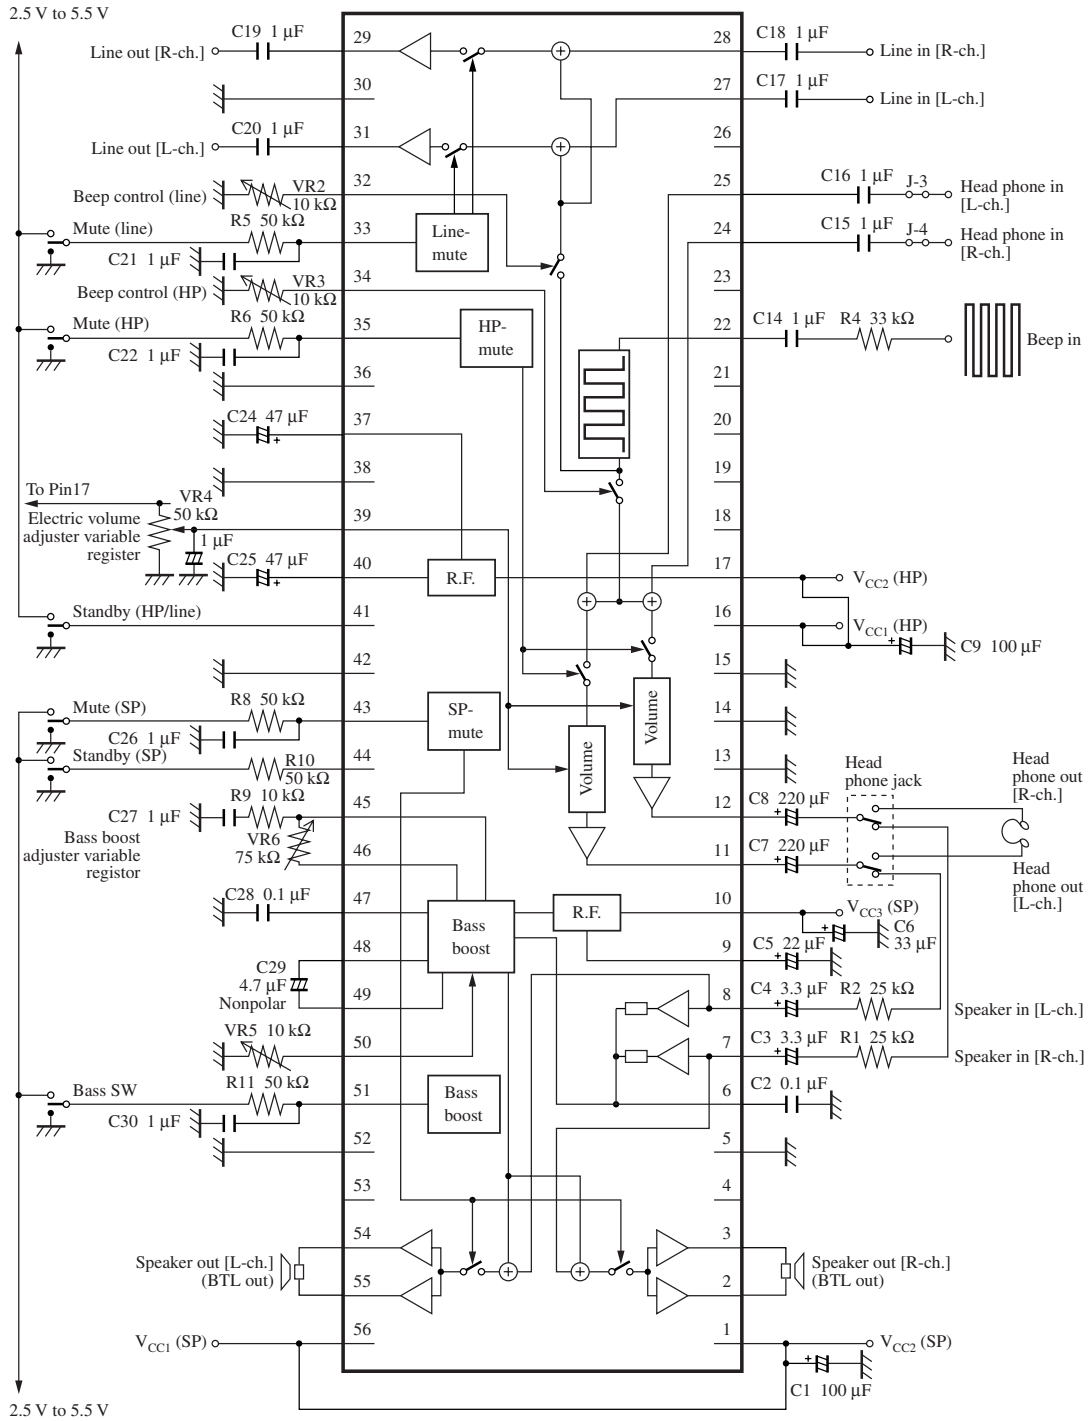 2.5 V to 5.5 V
C19 1 µF
29
28
C18 1 µF
Line out [R-ch.]
Line in [R-ch.]
30
27
C17 1 µF
Line in [L-ch.]
C20 1 µF
31
26
Line out [L-ch.]
32
25
C16 1 µF
J-3
Head phone in
[L-ch.]
Beep control (line)
VR2
10 kΩ
Mute (line)
R5 50 kΩ
33
Line-
mute
24
C15 1 µF
J-4
Head phone in
[R-ch.]
C21 1 µF
34
23
Beep control (HP)
VR3
10 kΩ
Mute (HP)
R6 50 kΩ
35
HP-
mute
22
C14 1 µF
R4 33 kΩ
Beep in
C22 1 µF
36
21
C24 47 µF
+
37
20
38
19
To Pin17
VR4
50 kΩ
39
18
Electric volume
adjuster variable
register
1 µF
C25 47 µF
+
40
R.F.
17
VCC2 (HP)
Standby (HP/line)
41
16
VCC1 (HP)
+
C9 100 µF
42
15
Mute (SP)
R8 50 kΩ
43
SP-
mute
Volume
Volume
14
C26 1 µF
Standby (SP)
R10
50 kΩ
44
13
Head
phone jack
Head
phone out
[R-ch.]
C27 1 µF
R9 10 kΩ
45
12
C8 220 µF
+
Bass boost
adjuster variable
registor
VR6
75 kΩ
46
11
C7 220 µF
+
Head
phone out
[L-ch.]
C28 0.1 µF
47
Bass
boost
R.F.
10
VCC3 (SP)
+
C6
33 µF
48
9
C5 22 µF
+
C29
4.7 µF
Nonpolar
49
8
C4 3.3 µF
+
R2 25 kΩ
Speaker in [L-ch.]
VR5 10 kΩ
50
7
C3 3.3 µF
+
R1 25 kΩ
Speaker in [R-ch.]
Bass SW
R11 50 kΩ
51
Bass
boost
6
C2 0.1 µF
C30 1 µF
52
5
53
4
54
3
Speaker out [L-ch.]
(BTL out)
Speaker out [R-ch.]
(BTL out)
55
2
56
1
VCC1 (SP)
VCC2 (SP)
+
C1 100 µF
2.5 V to 5.5 V